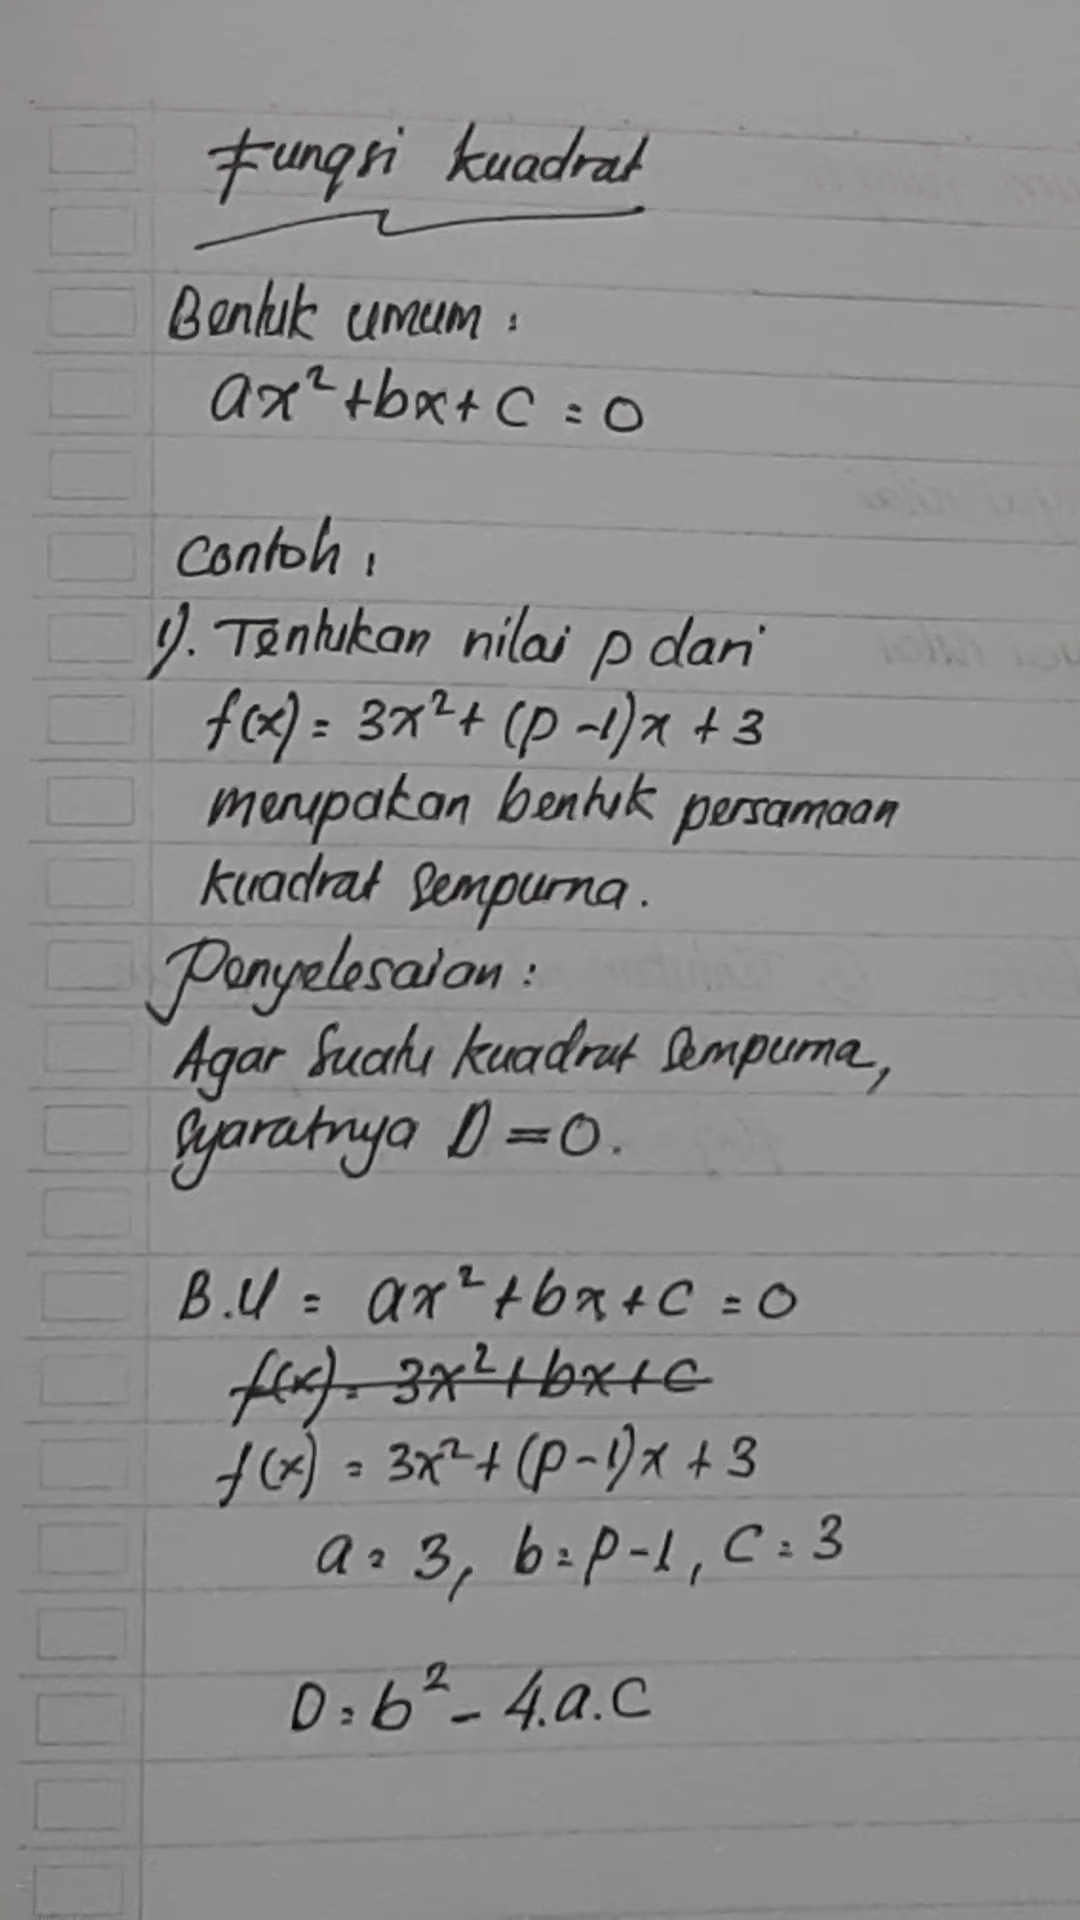 Fungsi kuadrat
Bentuk umum :
ax²+bx+c=0
Contoh :
1). Tentukan nilai p dari
f(x) = 3x²+ (p-1)x + 3
merupakan bentuk persamaan
kuadrat sempurna.
Penyelesaian :
Agar suatu kuadrat sempurna,
syaratnya D=0.
B.U = ax²+bx+c=0
f(x) = 3x²+bx+c
f(x) = 3x²+(p-1)x + 3
a = 3, b = p-1, c = 3
D = b² - 4.a.c